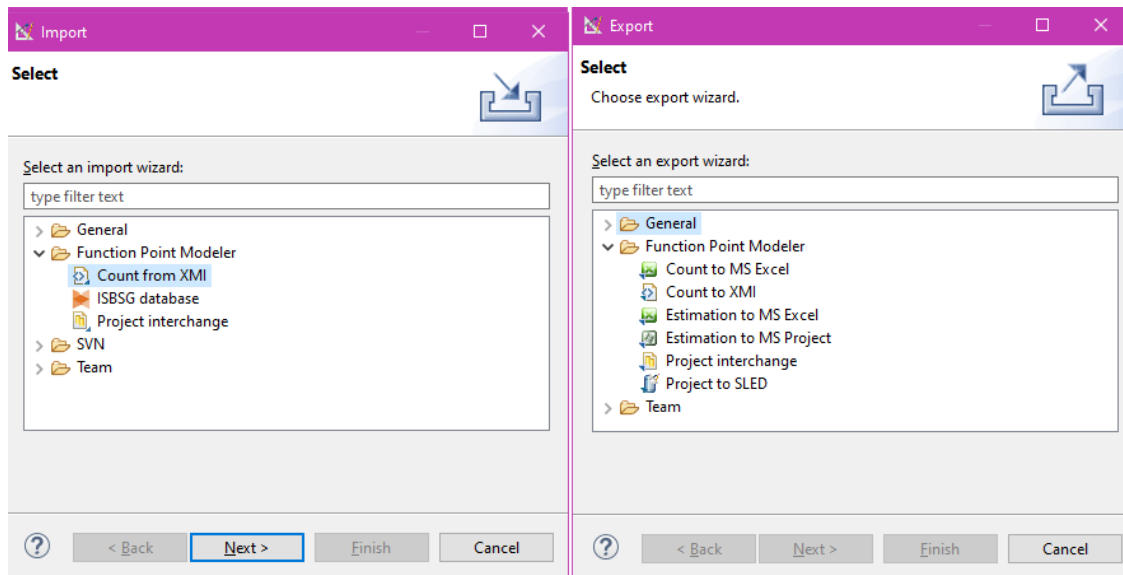 Import
Select
Select an import wizard:
type filter text
General
Function Point Modeler
Count from XMI
ISBSG database
Project interchange
SVN
Team
?
< Back
Next >
Finish
Cancel
Export
Select
Choose export wizard.
Select an export wizard:
type filter text
General
Function Point Modeler
Count to MS Excel
Count to XMI
Estimation to MS Excel
Estimation to MS Project
Project interchange
Project to SLED
Team
?
< Back
Next >
Finish
Cancel